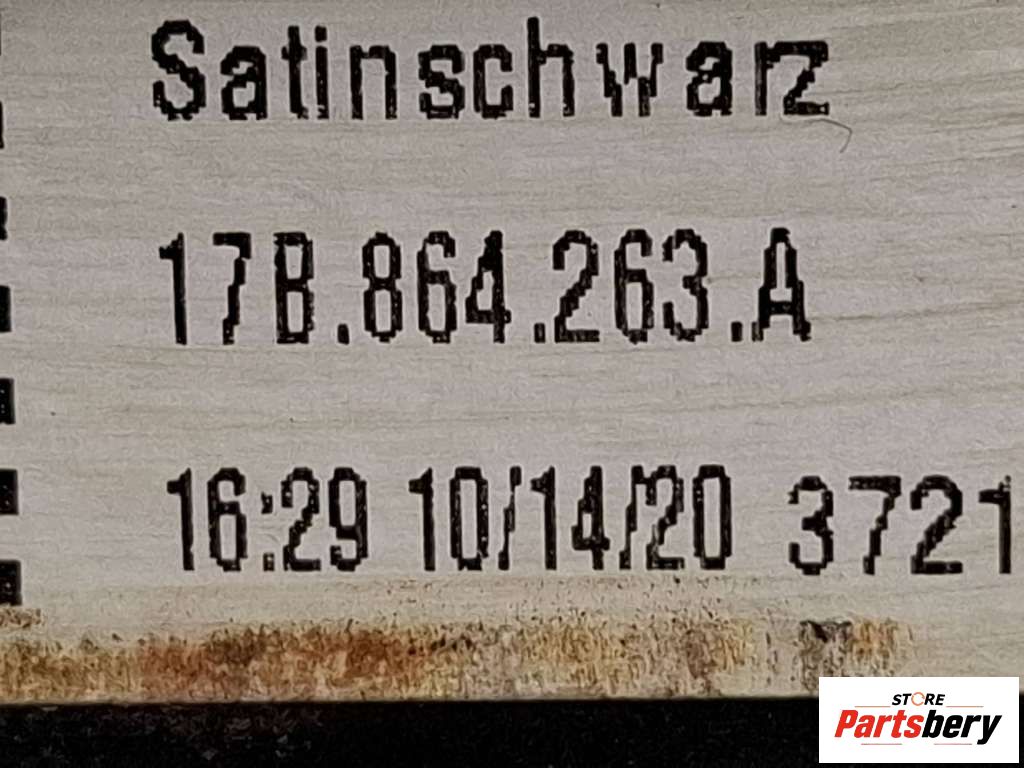 Satinschwarz
17B.864.263.A
16:29 10/14/20 3721
STORE
Partsbery